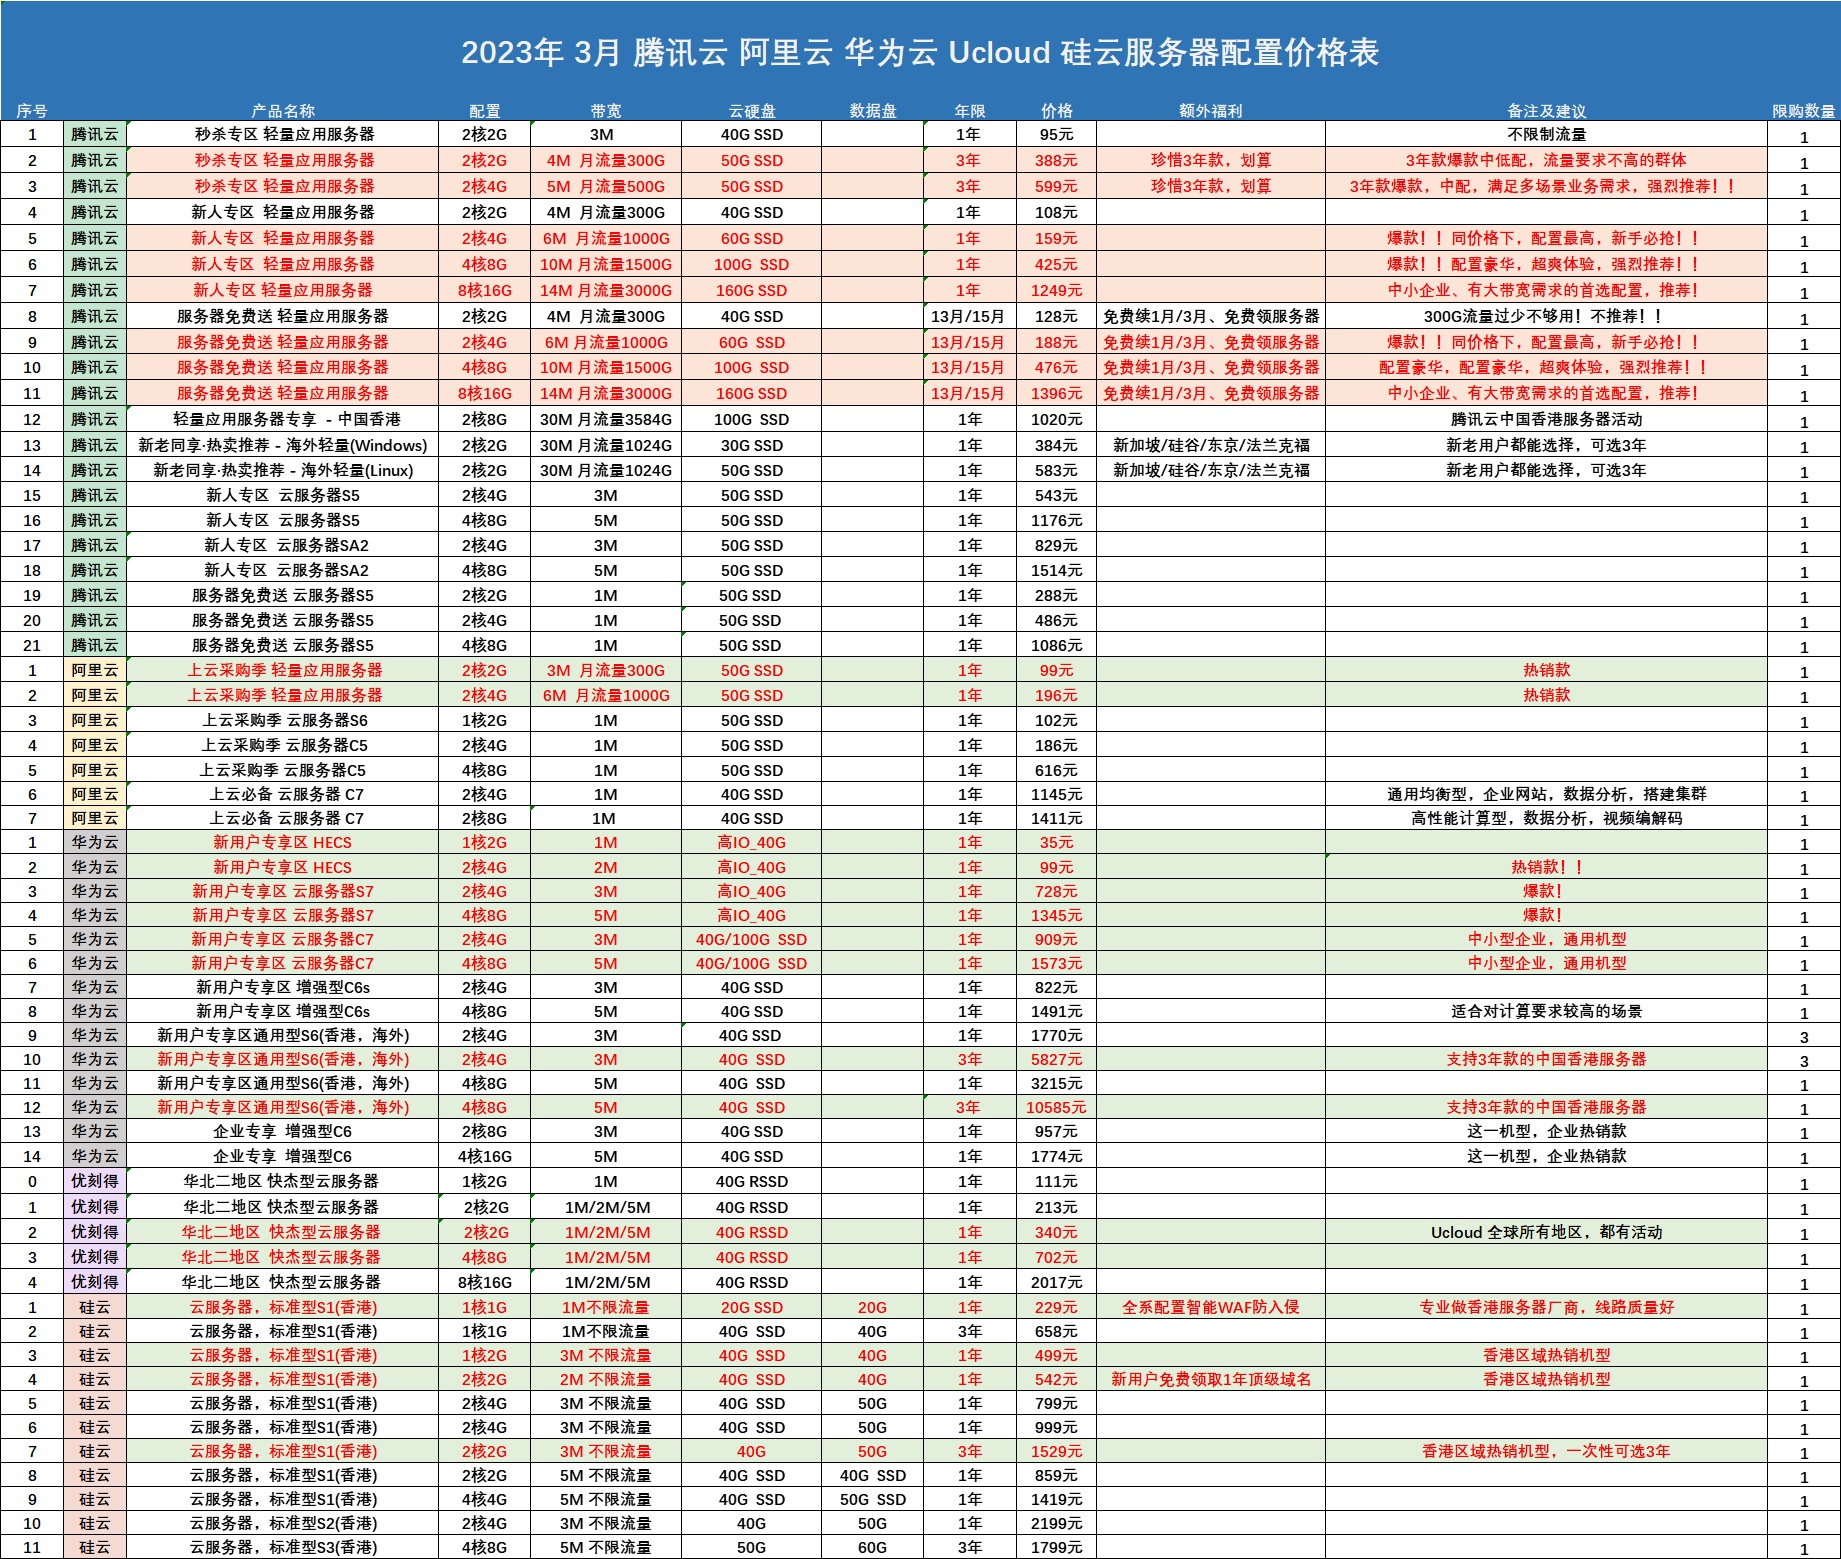 2023年 3月 腾讯云 阿里云 华为云 Ucloud 硅云服务器配置价格表
序号 产品名称 配置 带宽 云硬盘 数据盘 年限 价格 额外福利 备注及建议 限购数量
1 腾讯云 秒杀专区 轻量应用服务器 2核2G 3M 40G SSD 1年 95元 不限制流量 1
2 腾讯云 秒杀专区 轻量应用服务器 2核2G 4M 月流量300G 50G SSD 3年 388元 珍惜3年款，划算 3年款爆款中低配，流量要求不高的群体 1
3 腾讯云 秒杀专区 轻量应用服务器 2核4G 5M 月流量500G 50G SSD 3年 599元 珍惜3年款，划算 3年款爆款，中配，满足多场景业务需求，强烈推荐！！ 1
4 腾讯云 新人专区 轻量应用服务器 2核2G 4M 月流量300G 40G SSD 1年 108元 1
5 腾讯云 新人专区 轻量应用服务器 2核4G 6M 月流量1000G 60G SSD 1年 159元 爆款！！同价格下，配置最高，新手必抢！！ 1
6 腾讯云 新人专区 轻量应用服务器 4核8G 10M 月流量1500G 100G SSD 1年 425元 爆款！！配置豪华，超爽体验，强烈推荐！！ 1
7 腾讯云 新人专区 轻量应用服务器 8核16G 14M 月流量3000G 160G SSD 1年 1249元 中小企业、有大带宽需求的首选配置，推荐！ 1
8 腾讯云 服务器免费送 轻量应用服务器 2核2G 4M 月流量300G 40G SSD 13月/15月 128元 免费续1月/3月、免费领服务器 300G流量过少不够用！不推荐！！ 1
9 腾讯云 服务器免费送 轻量应用服务器 2核4G 6M 月流量1000G 60G SSD 13月/15月 188元 免费续1月/3月、免费领服务器 爆款！！同价格下，配置最高，新手必抢！！ 1
10 腾讯云 服务器免费送 轻量应用服务器 4核8G 10M 月流量1500G 100G SSD 13月/15月 476元 免费续1月/3月、免费领服务器 配置豪华，配置豪华，超爽体验，强烈推荐！！ 1
11 腾讯云 服务器免费送 轻量应用服务器 8核16G 14M 月流量3000G 160G SSD 13月/15月 1396元 免费续1月/3月、免费领服务器 中小企业、有大带宽需求的首选配置，推荐！ 1
12 腾讯云 轻量应用服务器专享 - 中国香港 2核8G 30M 月流量3584G 100G SSD 1年 1020元 腾讯云中国香港服务器活动 1
13 腾讯云 新老同享·热卖推荐 - 海外轻量(Windows) 2核2G 30M 月流量1024G 30G SSD 1年 384元 新加坡/硅谷/东京/法兰克福 新老用户都能选择，可选3年 1
14 腾讯云 新老同享·热卖推荐 - 海外轻量(Linux) 2核2G 30M 月流量1024G 50G SSD 1年 583元 新加坡/硅谷/东京/法兰克福 新老用户都能选择，可选3年 1
15 腾讯云 新人专区 云服务器S5 2核4G 3M 50G SSD 1年 543元 1
16 腾讯云 新人专区 云服务器S5 4核8G 5M 50G SSD 1年 1176元 1
17 腾讯云 新人专区 云服务器SA2 2核4G 3M 50G SSD 1年 829元 1
18 腾讯云 新人专区 云服务器SA2 4核8G 5M 50G SSD 1年 1514元 1
19 腾讯云 服务器免费送 云服务器S5 2核2G 1M 50G SSD 1年 288元 1
20 腾讯云 服务器免费送 云服务器S5 2核4G 1M 50G SSD 1年 486元 1
21 腾讯云 服务器免费送 云服务器S5 4核8G 1M 50G SSD 1年 1086元 1
1 阿里云 上云采购季 轻量应用服务器 2核2G 3M 月流量300G 50G SSD 1年 99元 热销款 1
2 阿里云 上云采购季 轻量应用服务器 2核4G 6M 月流量1000G 50G SSD 1年 196元 热销款 1
3 阿里云 上云采购季 云服务器S6 1核2G 1M 50G SSD 1年 102元 1
4 阿里云 上云采购季 云服务器C5 2核4G 1M 50G SSD 1年 186元 1
5 阿里云 上云采购季 云服务器C5 4核8G 1M 50G SSD 1年 616元 1
6 阿里云 上云必备 云服务器 C7 2核4G 1M 40G SSD 1年 1145元 通用均衡型，企业网站，数据分析，搭建集群 1
7 阿里云 上云必备 云服务器 C7 2核8G 1M 40G SSD 1年 1411元 高性能计算型，数据分析，视频编解码 1
1 华为云 新用户专享区 HECS 1核2G 1M 高IO_40G 1年 35元 1
2 华为云 新用户专享区 HECS 2核4G 2M 高IO_40G 1年 99元 热销款！！ 1
3 华为云 新用户专享区 云服务器S7 2核4G 3M 高IO_40G 1年 728元 爆款！ 1
4 华为云 新用户专享区 云服务器S7 4核8G 5M 高IO_40G 1年 1345元 爆款！ 1
5 华为云 新用户专享区 云服务器C7 2核4G 3M 40G/100G SSD 1年 909元 中小型企业，通用机型 1
6 华为云 新用户专享区 云服务器C7 4核8G 5M 40G/100G SSD 1年 1573元 中小型企业，通用机型 1
7 华为云 新用户专享区 增强型C6s 2核4G 3M 40G SSD 1年 822元 1
8 华为云 新用户专享区 增强型C6s 4核8G 5M 40G SSD 1年 1491元 适合对计算要求较高的场景 1
9 华为云 新用户专享区通用型S6(香港，海外) 2核4G 3M 40G SSD 1年 1770元 3
10 华为云 新用户专享区通用型S6(香港，海外) 2核4G 3M 40G SSD 3年 5827元 支持3年款的中国香港服务器 3
11 华为云 新用户专享区通用型S6(香港，海外) 4核8G 5M 40G SSD 1年 3215元 1
12 华为云 新用户专享区通用型S6(香港，海外) 4核8G 5M 40G SSD 3年 10585元 支持3年款的中国香港服务器 1
13 华为云 企业专享 增强型C6 2核8G 3M 40G SSD 1年 957元 这一机型，企业热销款 1
14 华为云 企业专享 增强型C6 4核16G 5M 40G SSD 1年 1774元 这一机型，企业热销款 1
0 优刻得 华北二地区 快杰型云服务器 1核2G 1M 40G RSSD 1年 111元 1
1 优刻得 华北二地区 快杰型云服务器 2核2G 1M/2M/5M 40G RSSD 1年 213元 1
2 优刻得 华北二地区 快杰型云服务器 2核2G 1M/2M/5M 40G RSSD 1年 340元 Ucloud 全球所有地区，都有活动 1
3 优刻得 华北二地区 快杰型云服务器 4核8G 1M/2M/5M 40G RSSD 1年 702元 1
4 优刻得 华北二地区 快杰型云服务器 8核16G 1M/2M/5M 40G RSSD 1年 2017元 1
1 硅云 云服务器，标准型S1(香港) 1核1G 1M不限流量 20G SSD 20G 1年 229元 全系配置智能WAF防入侵 专业做香港服务器厂商，线路质量好 1
2 硅云 云服务器，标准型S1(香港) 1核1G 1M不限流量 40G SSD 40G 3年 658元 1
3 硅云 云服务器，标准型S1(香港) 1核2G 3M 不限流量 40G SSD 40G 1年 499元 香港区域热销机型 1
4 硅云 云服务器，标准型S1(香港) 2核2G 2M 不限流量 40G SSD 40G 1年 542元 新用户免费领取1年顶级域名 香港区域热销机型 1
5 硅云 云服务器，标准型S1(香港) 2核4G 3M 不限流量 40G SSD 50G 1年 799元 1
6 硅云 云服务器，标准型S1(香港) 2核4G 3M 不限流量 40G SSD 50G 1年 999元 1
7 硅云 云服务器，标准型S1(香港) 2核2G 3M 不限流量 40G 50G 3年 1529元 香港区域热销机型，一次性可选3年 1
8 硅云 云服务器，标准型S1(香港) 2核2G 5M 不限流量 40G SSD 40G SSD 1年 859元 1
9 硅云 云服务器，标准型S1(香港) 4核4G 5M 不限流量 40G SSD 50G SSD 1年 1419元 1
10 硅云 云服务器，标准型S2(香港) 2核4G 3M 不限流量 40G 50G 1年 2199元 1
11 硅云 云服务器，标准型S3(香港) 4核8G 5M 不限流量 50G 60G 3年 1799元 1